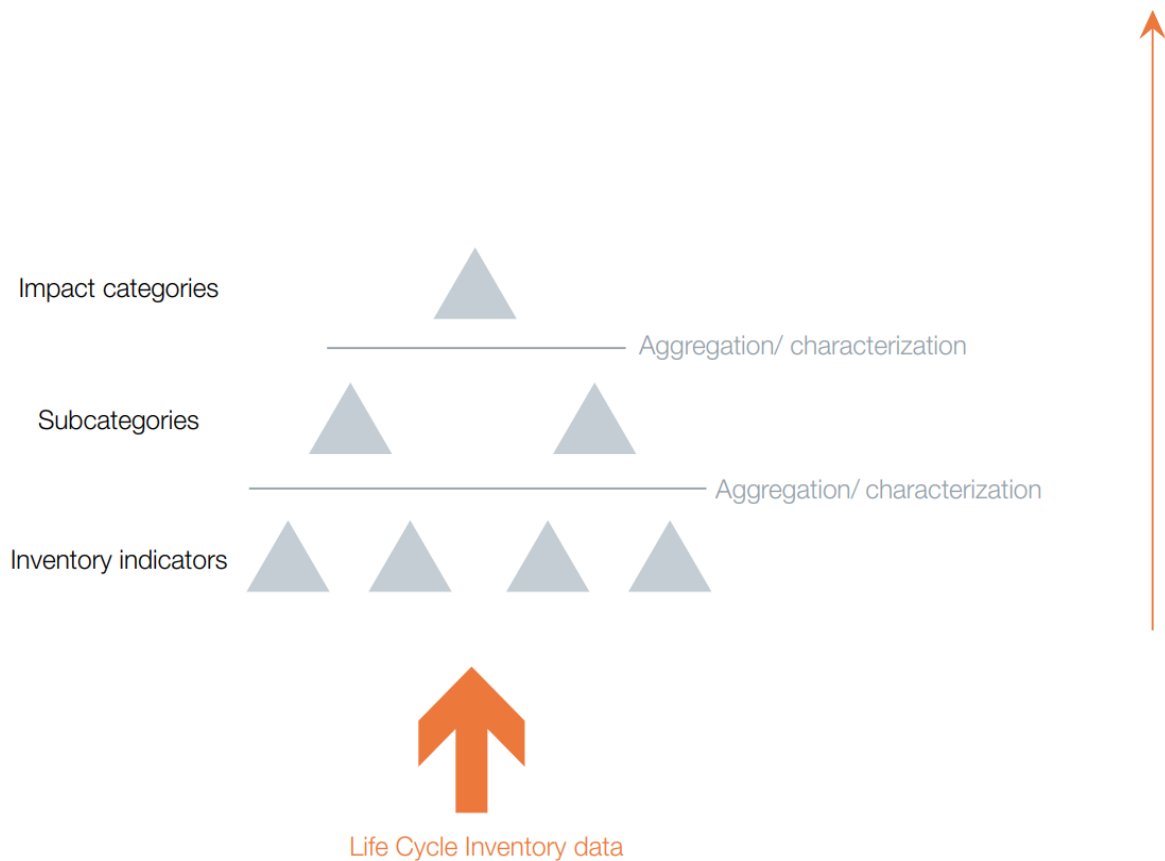 Impact categories
Aggregation/ characterization
Subcategories
Aggregation/ characterization
Inventory indicators
Life Cycle Inventory data